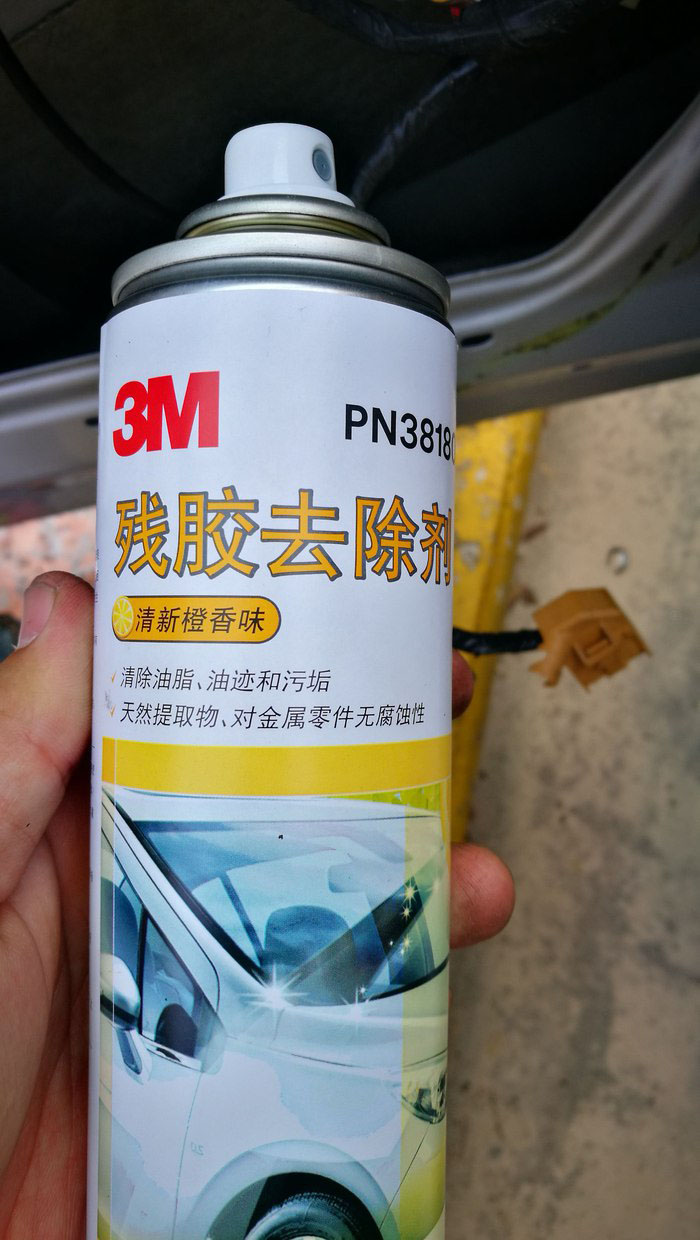 3M
PN3818
残胶去除剂
清新橙香味
清除油脂、油迹和污垢
天然提取物、对金属零件无腐蚀性